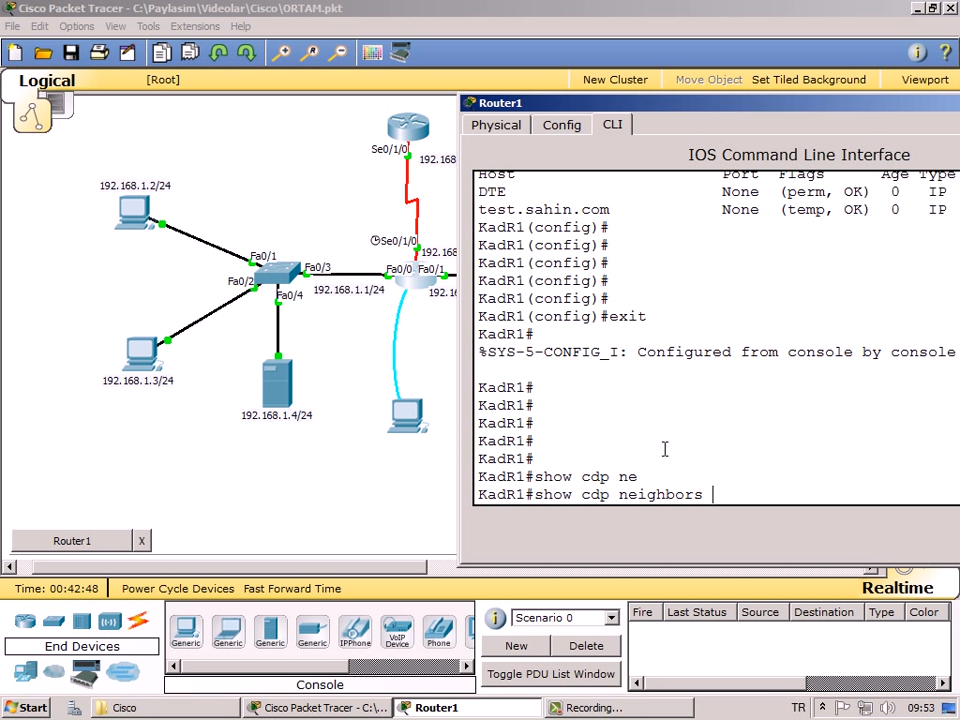 Cisco Packet Tracer - C:\Paylasim\Videolar\Cisco\ORTAM.pkt
File Edit Options View Tools Extensions Help
Logical [Root] New Cluster Move Object Set Tiled Background Viewport
Router1
Physical Config CLI
IOS Command Line Interface
Host Port Flags Age Type
DTE None (perm, OK) 0 IP
test.sahin.com None (temp, OK) 0 IP
KadR1(config)#
KadR1(config)#
KadR1(config)#
KadR1(config)#
KadR1(config)#
KadR1(config)#exit
KadR1#
%SYS-5-CONFIG_I: Configured from console by console
KadR1#
KadR1#
KadR1#
KadR1#
KadR1#
KadR1#show cdp ne
KadR1#show cdp neighbors
Se0/1/0
192.168
192.168.1.2/24
Se0/1/0
192.168
Fa0/1
Fa0/3
Fa0/0 Fa0/1
Fa0/2
192.168.1.1/24
192.16
Fa0/4
192.168.1.3/24
192.168.1.4/24
Router1 X
Time: 00:42:48 Power Cycle Devices Fast Forward Time Realtime
End Devices
Generic Generic Generic Generic IPPhone VoIP Device Phone
Console
Scenario 0
New Delete
Toggle PDU List Window
Fire Last Status Source Destination Type Color
Start Cisco Cisco Packet Tracer - C:\... Router1 Recording... TR 09:53